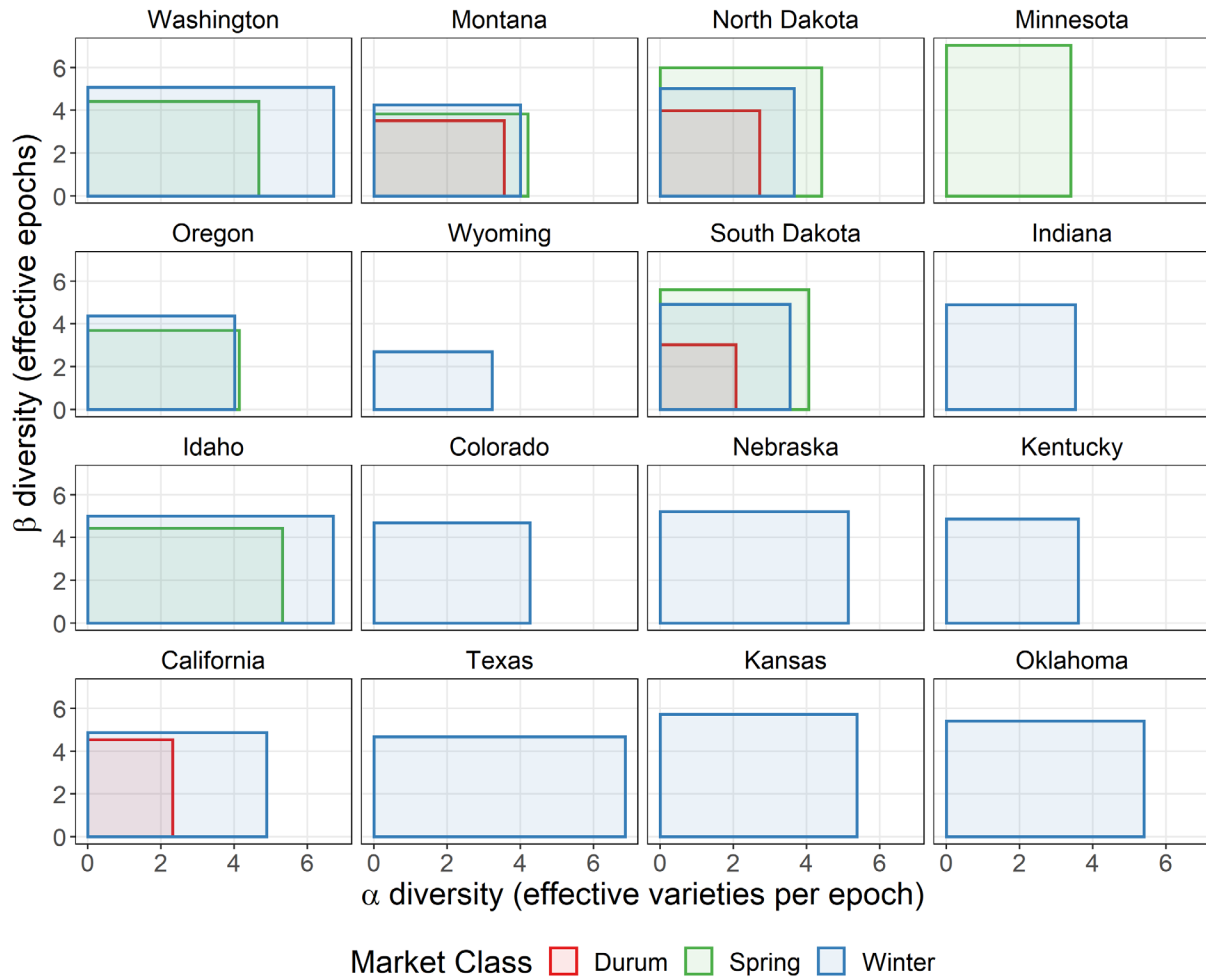 Washington Montana North Dakota Minnesota
6
4
2
0
Oregon Wyoming South Dakota Indiana
6
4
2
0
Idaho Colorado Nebraska Kentucky
6
4
2
0
California Texas Kansas Oklahoma
6
4
2
0
0 2 4 6 0 2 4 6 0 2 4 6 0 2 4 6
β diversity (effective epochs)
α diversity (effective varieties per epoch)
Market Class Durum Spring Winter